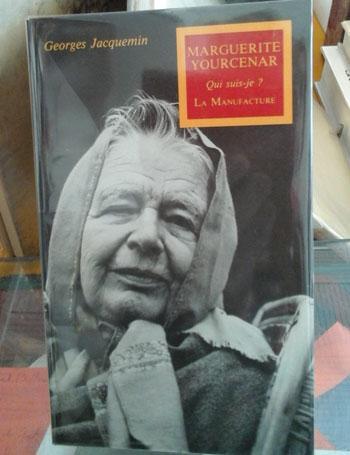 Georges Jacquemin
MARGUERITE
YOURCENAR
Qui suis-je ?
LA MANUFACTURE